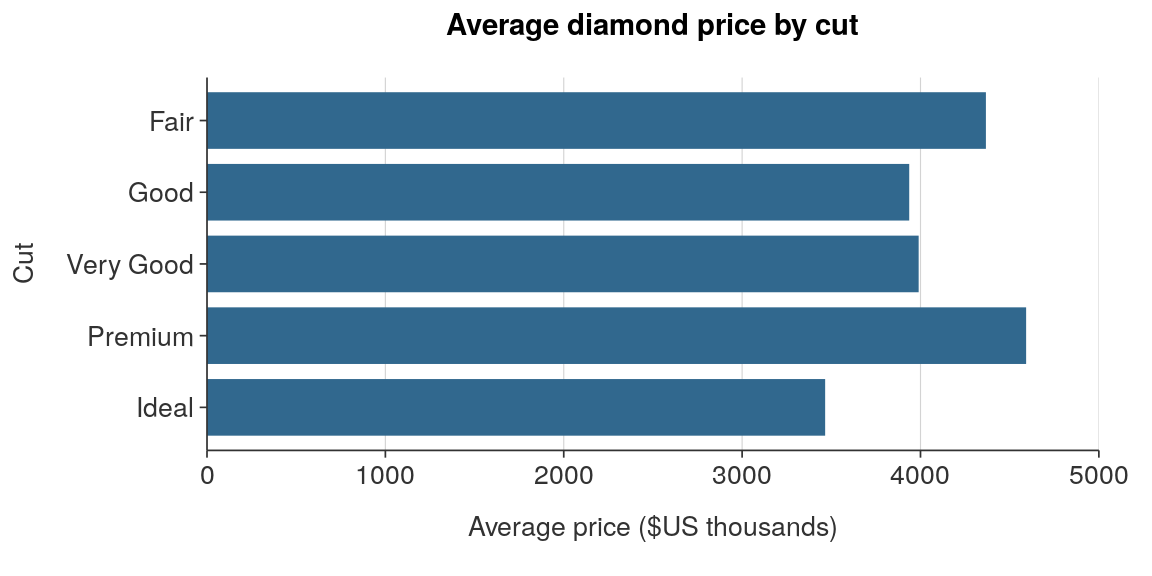 Average diamond price by cut
Cut
Fair
Good
Very Good
Premium
Ideal
0 1000 2000 3000 4000 5000
Average price ($US thousands)